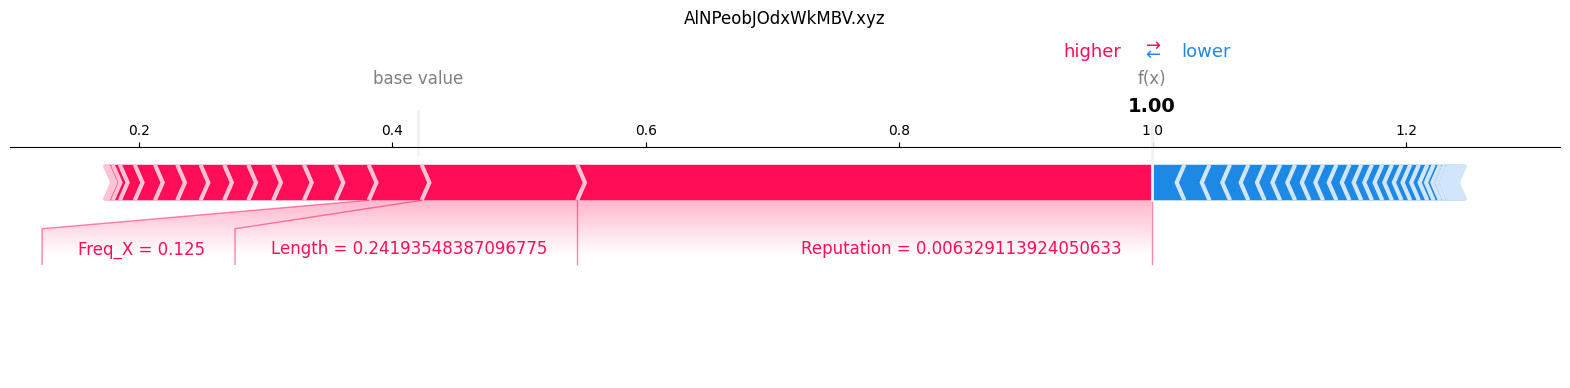 AlNPeobJOdxWkMBV.xyz
higher → ← lower
base value f(x)
1.00
0.2 0.4 0.6 0.8 1.0 1.2
Freq_X = 0.125 Length = 0.24193548387096775 Reputation = 0.006329113924050633